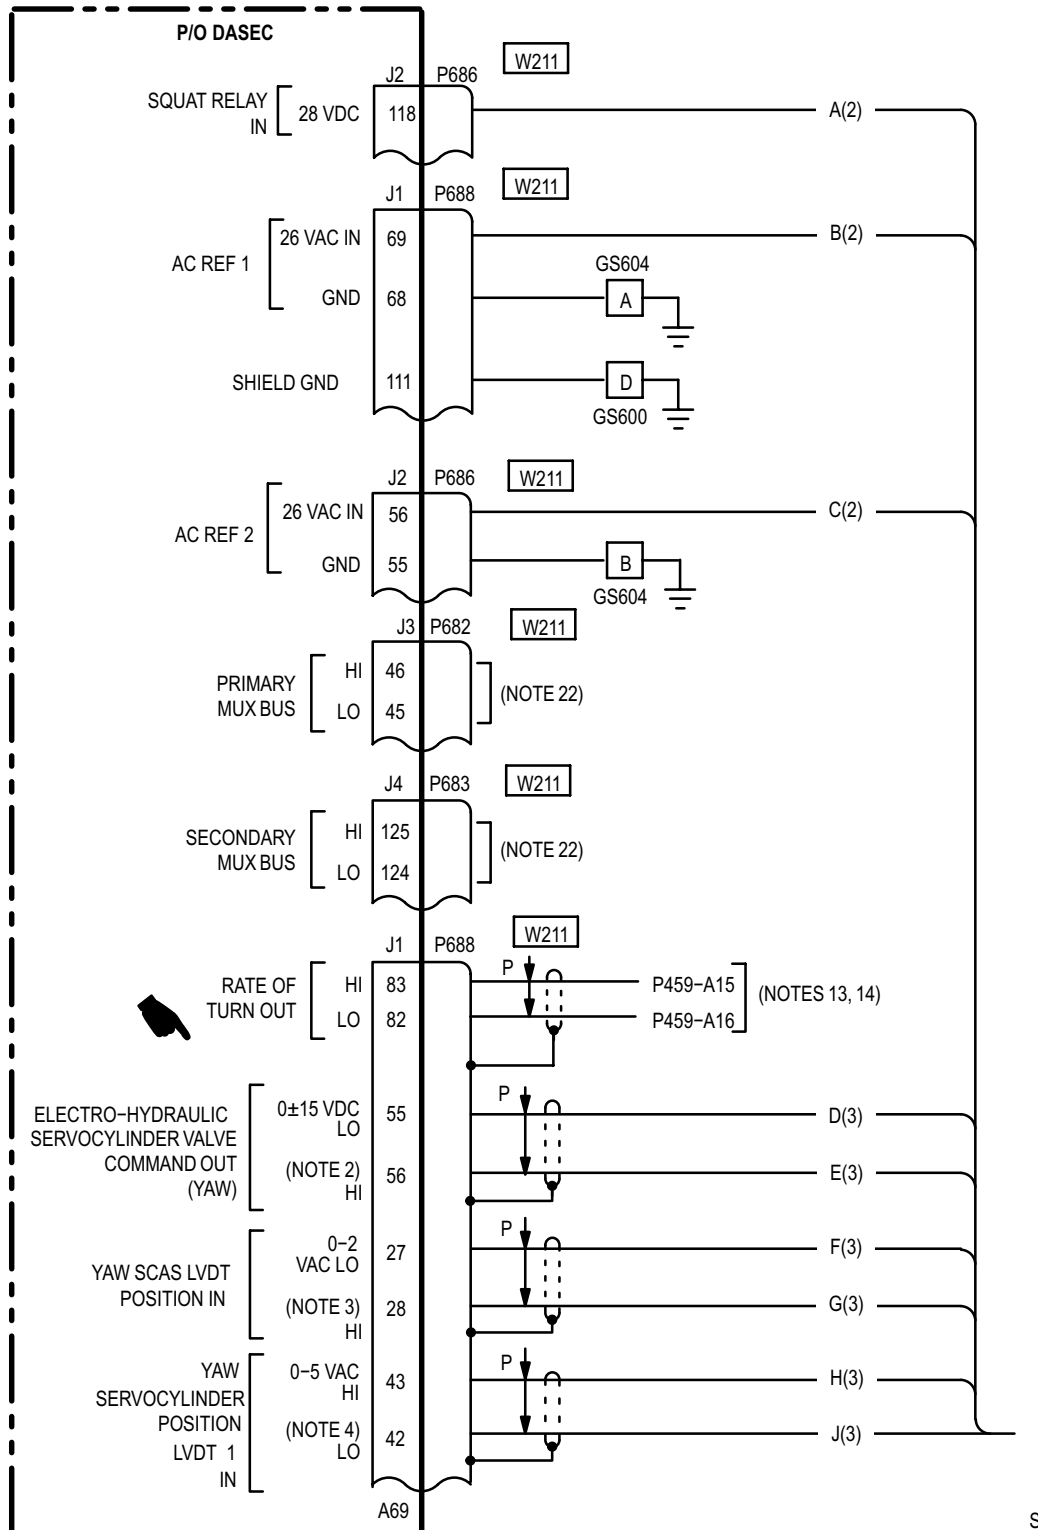 P/O DASEC
W211
J2 P686
SQUAT RELAY
IN
28 VDC 118 A(2)
W211
J1 P688
26 VAC IN 69 B(2)
AC REF 1
GS604
GND 68 A
SHIELD GND 111 D
GS600
J2 P686 W211
26 VAC IN 56 C(2)
AC REF 2
GND 55 B
GS604
J3 P682 W211
HI 46
PRIMARY
MUX BUS
(NOTE 22)
LO 45
J4 P683 W211
HI 125
SECONDARY
MUX BUS
(NOTE 22)
LO 124
J1 P688 W211
P
RATE OF
TURN OUT
HI 83 P459−A15
(NOTES 13, 14)
LO 82 P459−A16
P
ELECTRO−HYDRAULIC
SERVOCYLINDER VALVE
COMMAND OUT
(YAW)
0±15 VDC
LO
55 D(3)
(NOTE 2)
HI
56 E(3)
P
YAW SCAS LVDT
POSITION IN
0−2
VAC LO
27 F(3)
(NOTE 3)
HI
28 G(3)
P
YAW
SERVOCYLINDER
POSITION
LVDT 1
IN
0−5 VAC
HI
43 H(3)
(NOTE 4)
LO
42 J(3)
A69
S